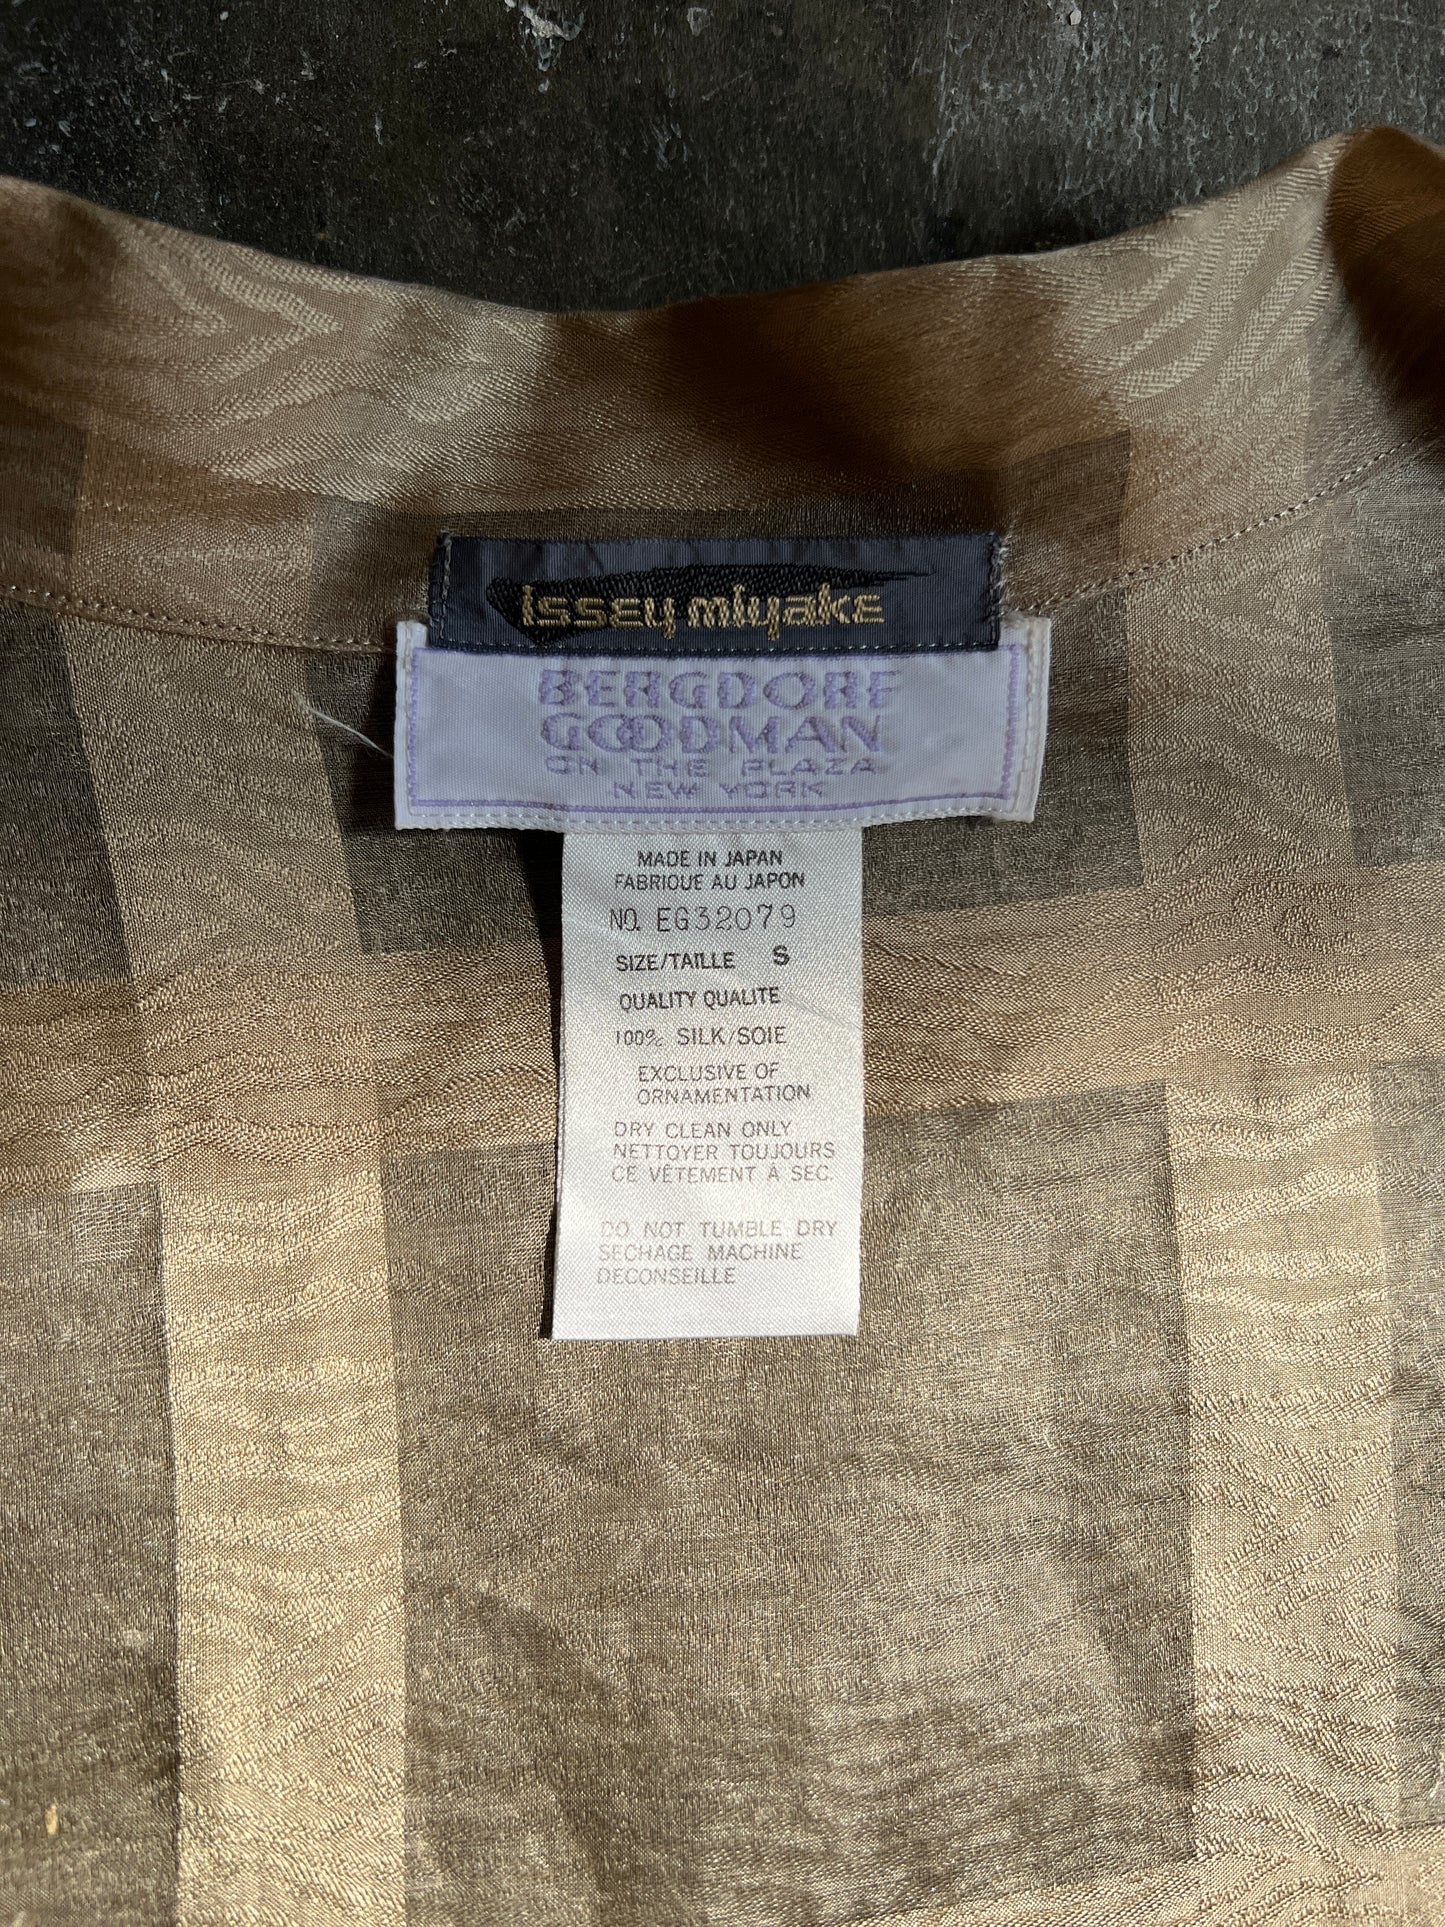 issey miyake
BERGDORF
GOODMAN
ON THE PLAZA
NEW YORK
MADE IN JAPAN
FABRIQUE AU JAPON
NO. EG32079
SIZE/TAILLE S
QUALITY QUALITE
100% SILK/SOIE
EXCLUSIVE OF
ORNAMENTATION
DRY CLEAN ONLY
NETTOYER TOUJOURS
CE VÊTEMENT À SEC.
DO NOT TUMBLE DRY
SECHAGE MACHINE
DECONSEILLE